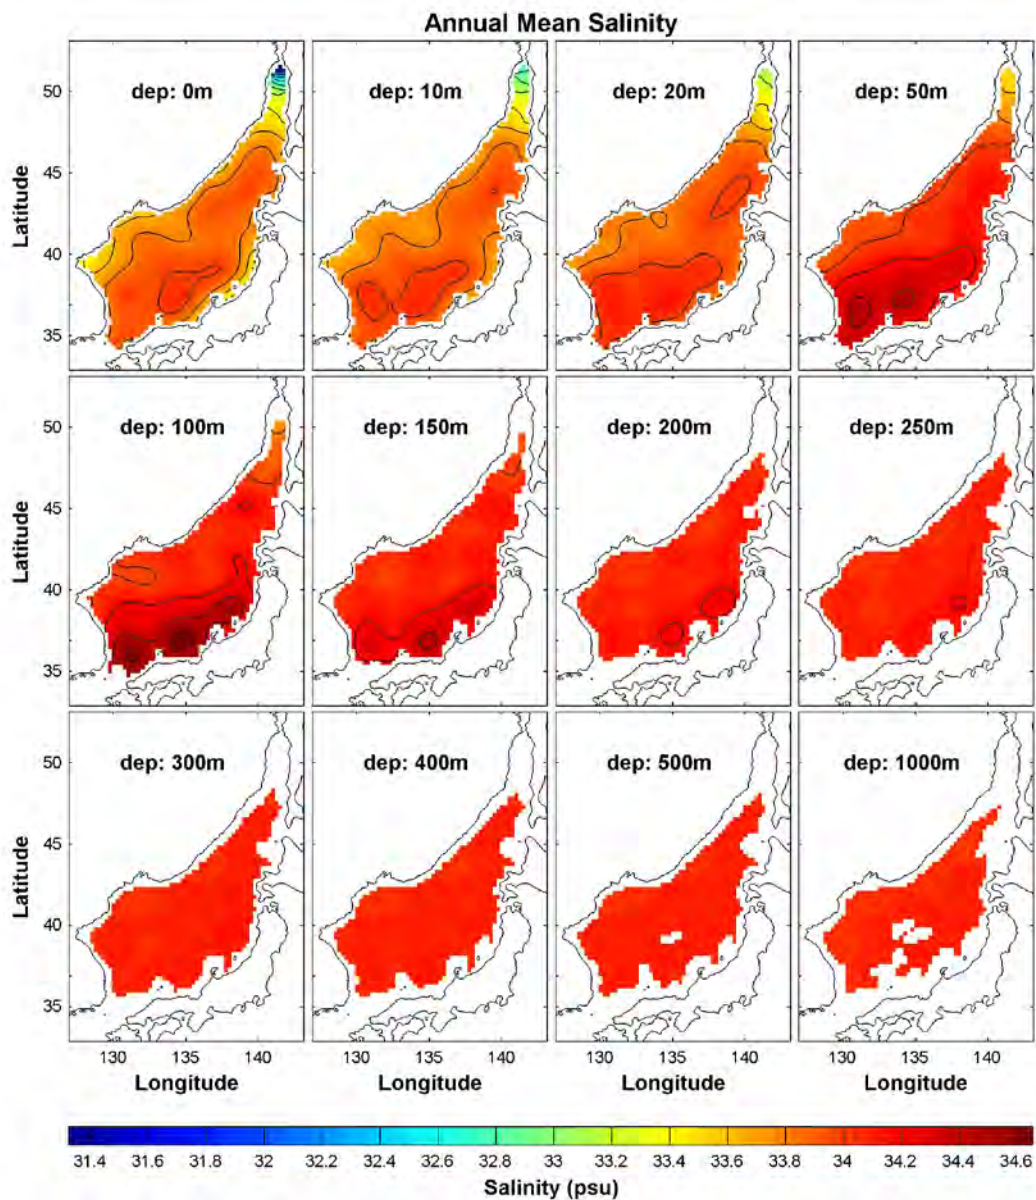 Annual Mean Salinity
dep: 0m dep: 10m dep: 20m dep: 50m
50
45
40
35
Latitude
dep: 100m dep: 150m dep: 200m dep: 250m
50
45
40
35
Latitude
dep: 300m dep: 400m dep: 500m dep: 1000m
50
45
40
35
Latitude
130 135 140 130 135 140 130 135 140 130 135 140
Longitude Longitude Longitude Longitude
31.4 31.6 31.8 32 32.2 32.4 32.6 32.8 33 33.2 33.4 33.6 33.8 34 34.2 34.4 34.6
Salinity (psu)